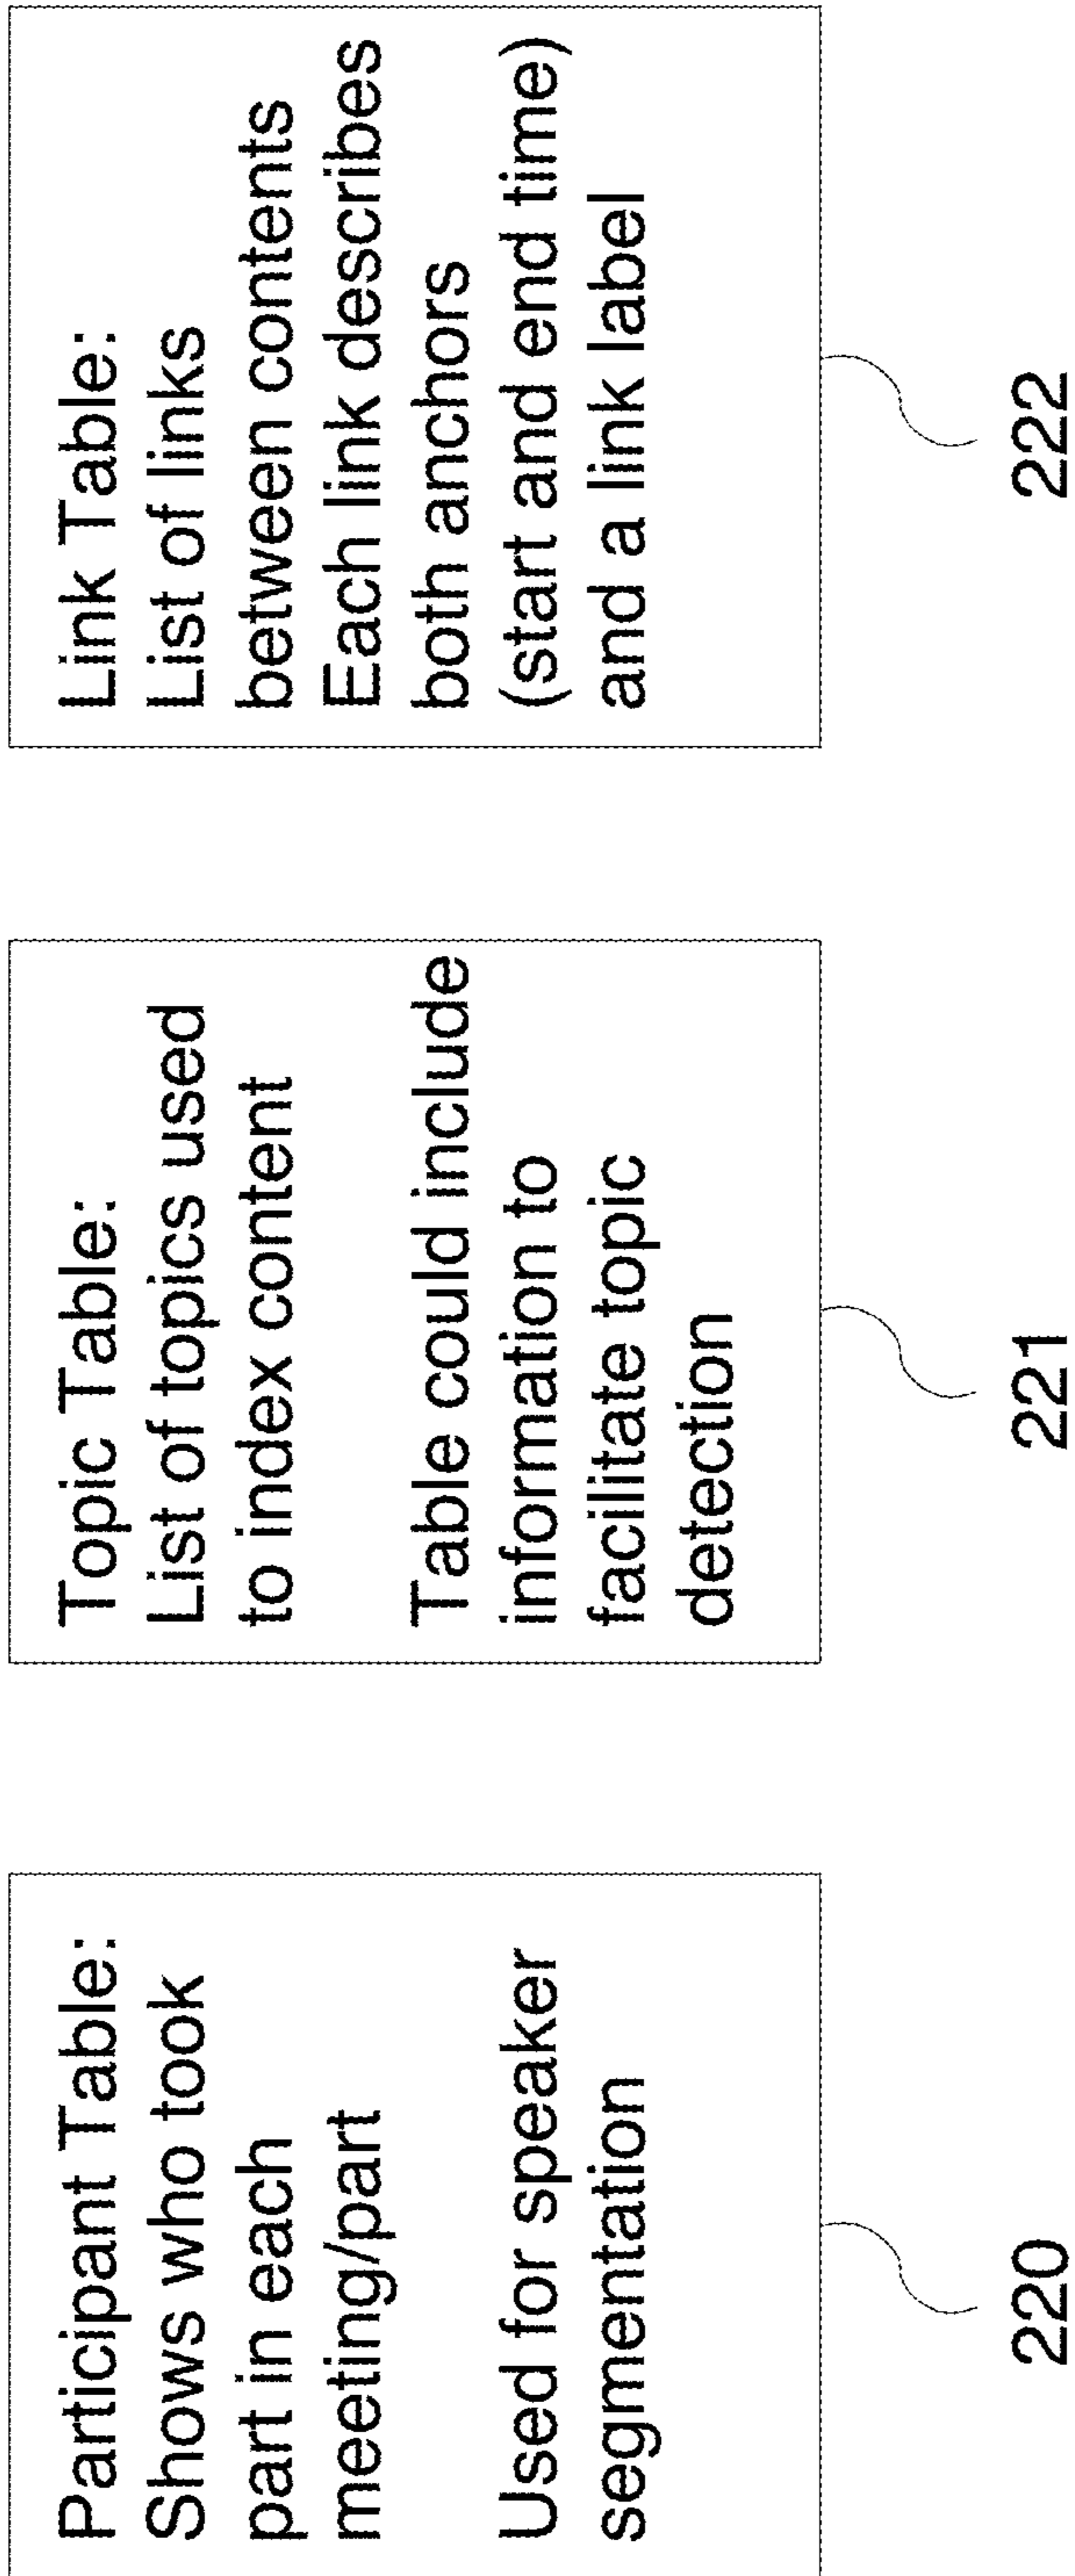 Participant Table:
Shows who took
part in each
meeting/part
Used for speaker
segmentation
220
Topic Table:
List of topics used
to index content
Table could include
information to
facilitate topic
detection
221
Link Table:
List of links
between contents
Each link describes
both anchors
(start and end time)
and a link label
222